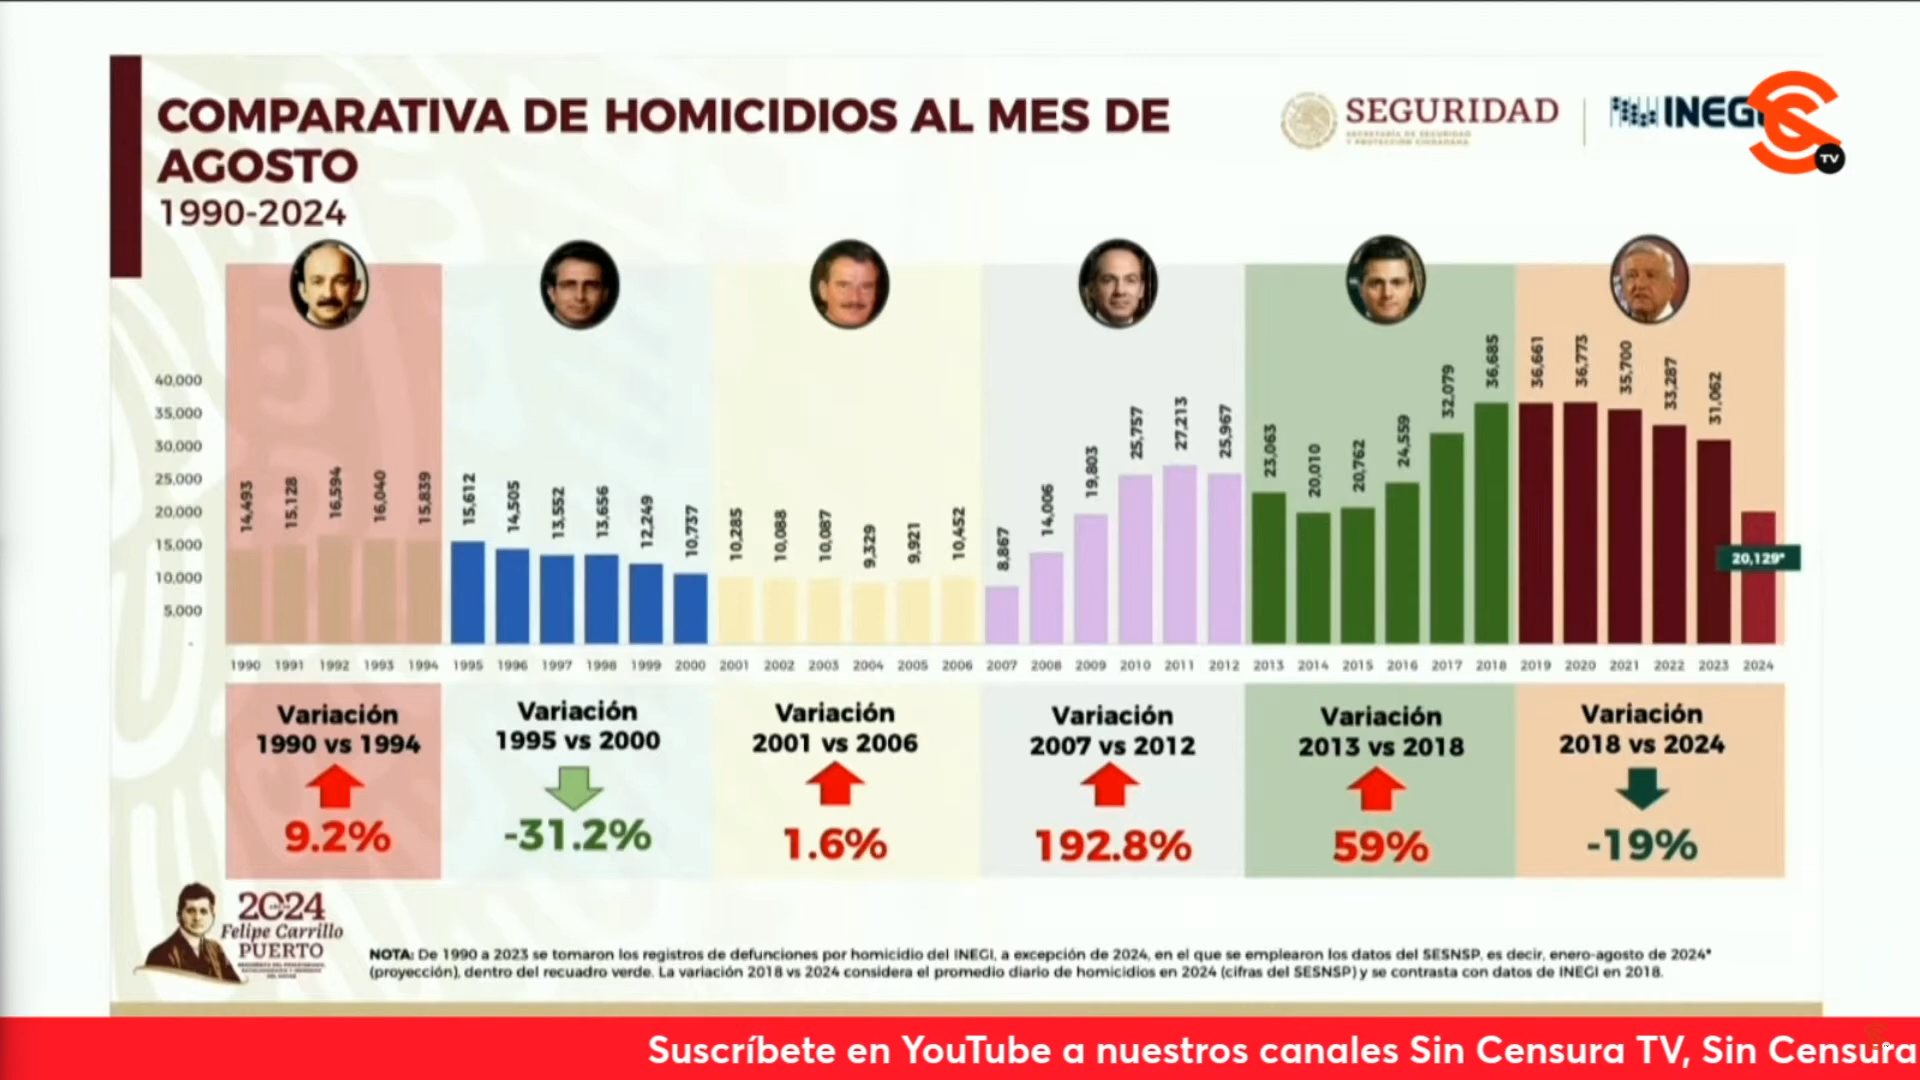 COMPARATIVA DE HOMICIDIOS AL MES DE
AGOSTO
1990-2024
SEGURIDAD
SECRETARÍA DE SEGURIDAD
Y PROTECCIÓN CIUDADANA
INEGI
TV
40,000
35,000
30,000
25,000
20,000
15,000
10,000
5,000
-
14,493
15,128
16,594
16,040
15,839
15,612
14,505
13,552
13,656
12,249
10,737
10,285
10,088
10,087
9,329
9,921
10,452
8,867
14,006
19,803
25,757
27,213
25,967
23,063
20,010
20,762
24,559
32,079
36,685
36,661
36,773
35,700
33,287
31,062
20,129*
1990 1991 1992 1993 1994 1995 1996 1997 1998 1999 2000 2001 2002 2003 2004 2005 2006 2007 2008 2009 2010 2011 2012 2013 2014 2015 2016 2017 2018 2019 2020 2021 2022 2023 2024
Variación
1990 vs 1994
9.2%
Variación
1995 vs 2000
-31.2%
Variación
2001 vs 2006
1.6%
Variación
2007 vs 2012
192.8%
Variación
2013 vs 2018
59%
Variación
2018 vs 2024
-19%
2024
Felipe Carrillo
PUERTO
NOTA: De 1990 a 2023 se tomaron los registros de defunciones por homicidio del INEGI, a excepción de 2024, en el que se emplearon los datos del SESNSP, es decir, enero-agosto de 2024*
(proyección), dentro del recuadro verde. La variación 2018 vs 2024 considera el promedio diario de homicidios en 2024 (cifras del SESNSP) y se contrasta con datos de INEGI en 2018.
Suscríbete en YouTube a nuestros canales Sin Censura TV, Sin Censura